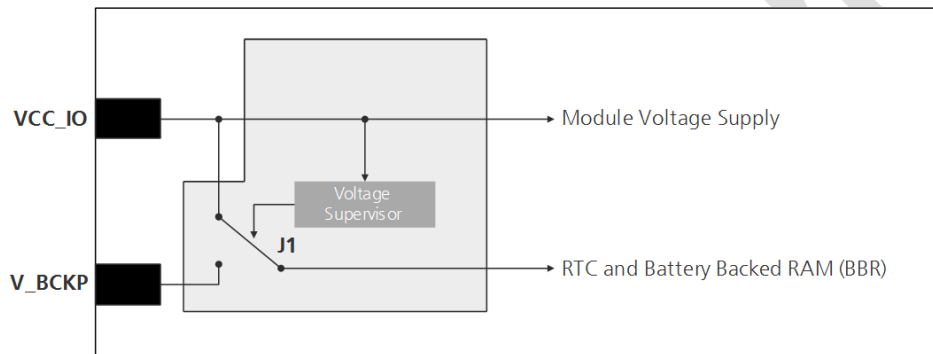 VCC_IO
Module Voltage Supply
Voltage
Supervisor
J1
V_BCKP
RTC and Battery Backed RAM (BBR)